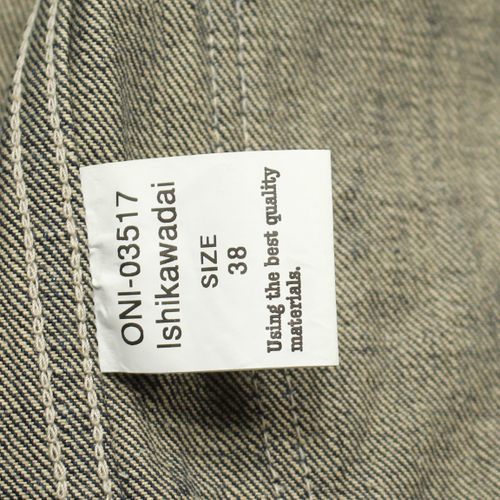 ONI-03517
Ishikawadai
SIZE
38
Using the best quality
materials.